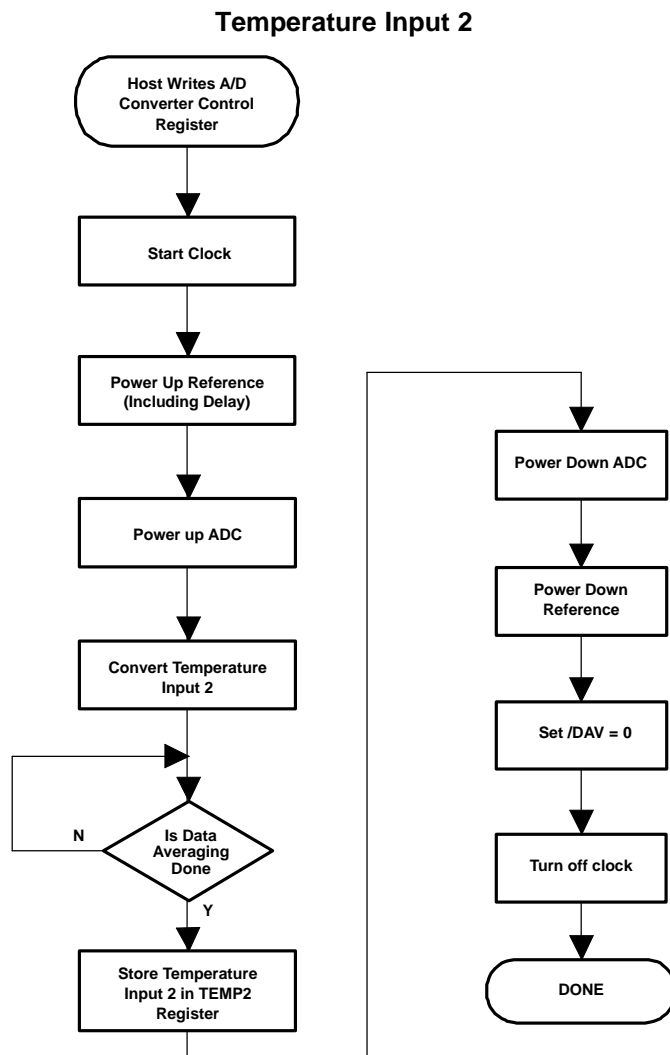 Temperature Input 2
Host Writes A/D
Converter Control
Register
Start Clock
Power Up Reference
(Including Delay)
Power up ADC
Convert Temperature
Input 2
N
Is Data
Averaging
Done
Y
Store Temperature
Input 2 in TEMP2
Register
Power Down ADC
Power Down
Reference
Set /DAV = 0
Turn off clock
DONE